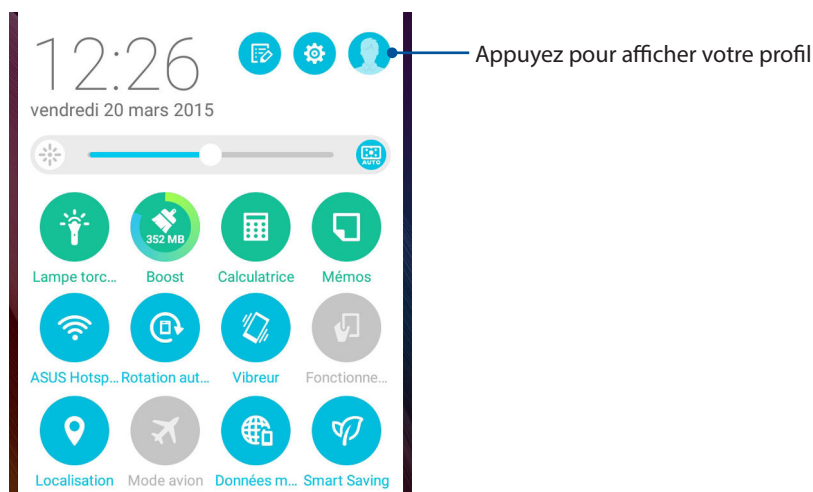 12:26
vendredi 20 mars 2015
Appuyez pour afficher votre profil
AUTO
352 MB
Lampe torc... Boost Calculatrice Mémos
ASUS Hotsp... Rotation aut... Vibreur Fonctionne...
Localisation Mode avion Données m... Smart Saving